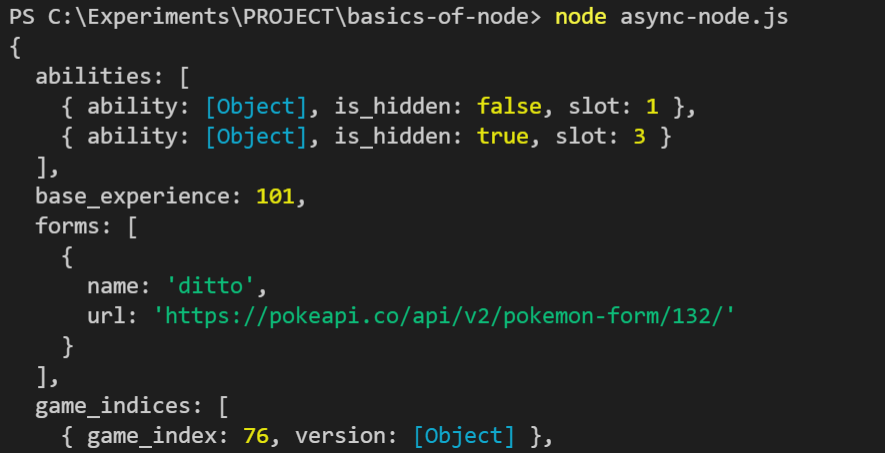 PS C:\Experiments\PROJECT\basics-of-node> node async-node.js
{
  abilities: [
    { ability: [Object], is_hidden: false, slot: 1 },
    { ability: [Object], is_hidden: true, slot: 3 }
  ],
  base_experience: 101,
  forms: [
    {
      name: 'ditto',
      url: 'https://pokeapi.co/api/v2/pokemon-form/132/'
    }
  ],
  game_indices: [
    { game_index: 76, version: [Object] },